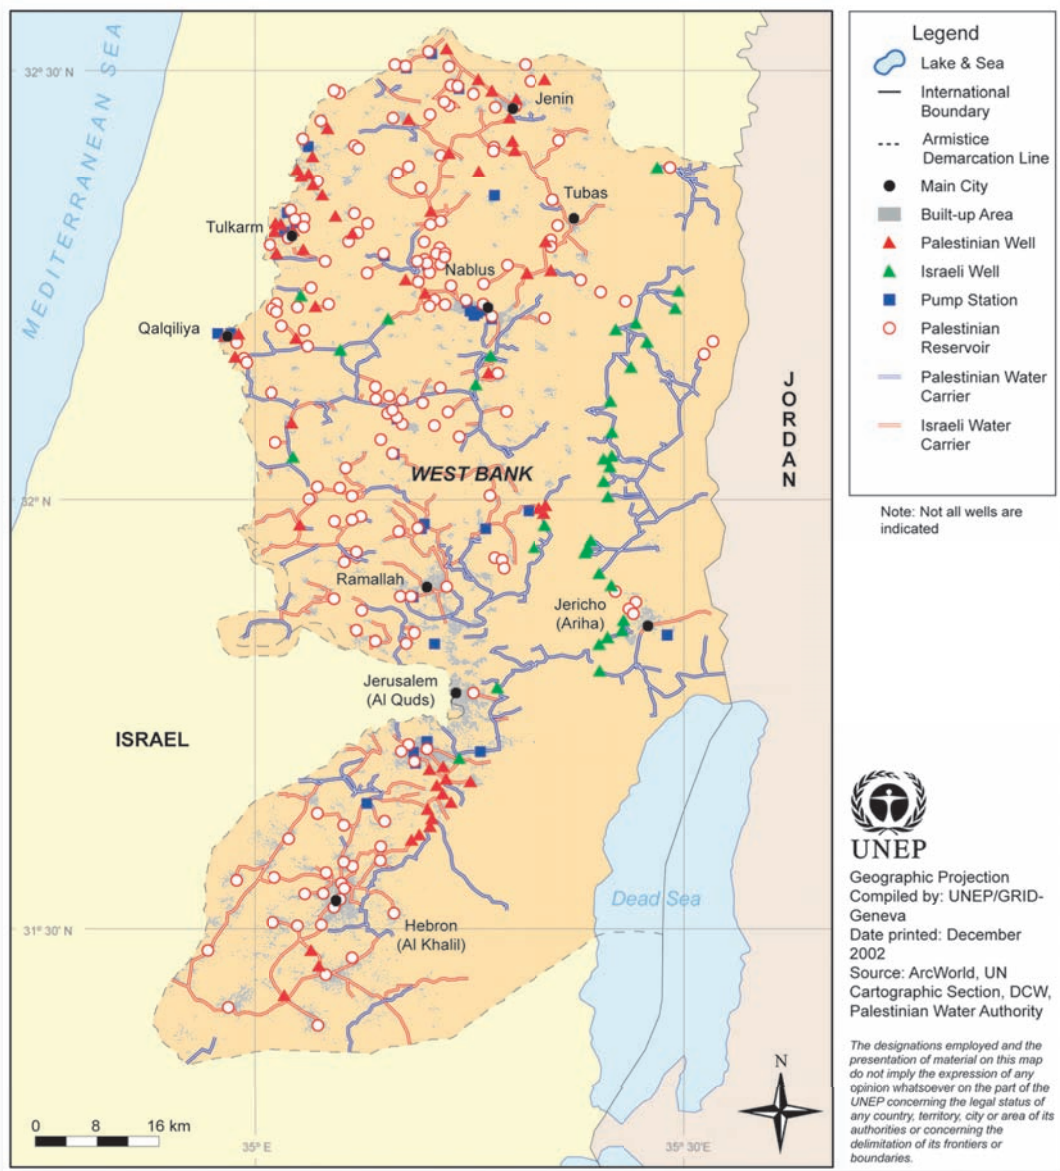 MEDITERRANEAN SEA
32° 30' N
Jenin
Tubas
Tulkarm
Nablus
Qalqiliya
JORDAN
WEST BANK
32° N
Ramallah
Jericho
(Ariha)
Jerusalem
(Al Quds)
ISRAEL
Dead Sea
Hebron
(Al Khalil)
31° 30' N
0 8 16 km
35° E
35° 30'E
N
Legend
Lake & Sea
International
Boundary
Armistice
Demarcation Line
Main City
Built-up Area
Palestinian Well
Israeli Well
Pump Station
Palestinian
Reservoir
Palestinian Water
Carrier
Israeli Water
Carrier
Note: Not all wells are
indicated
UNEP
Geographic Projection
Compiled by: UNEP/GRID-
Geneva
Date printed: December
2002
Source: ArcWorld, UN
Cartographic Section, DCW,
Palestinian Water Authority
The designations employed and the
presentation of material on this map
do not imply the expression of any
opinion whatsoever on the part of the
UNEP concerning the legal status of
any country, territory, city or area of its
authorities or concerning the
delimitation of its frontiers or
boundaries.